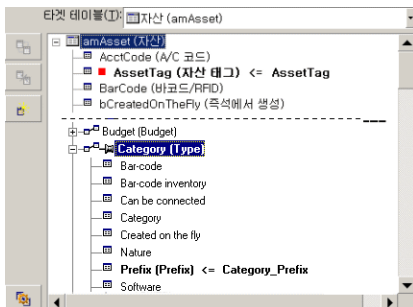 타겟 테이블(T): 자산 (amAsset)
amAsset (자산)
AcctCode (A/C 코드)
AssetTag (자산 태그) <= AssetTag
BarCode (바코드/RFID)
bCreatedOnTheFly (즉석에서 생성)
Budget (Budget)
Category (Type)
Bar-code
Bar-code inventory
Can be connected
Category
Created on the fly
Nature
Prefix (Prefix) <= Category_Prefix
Software